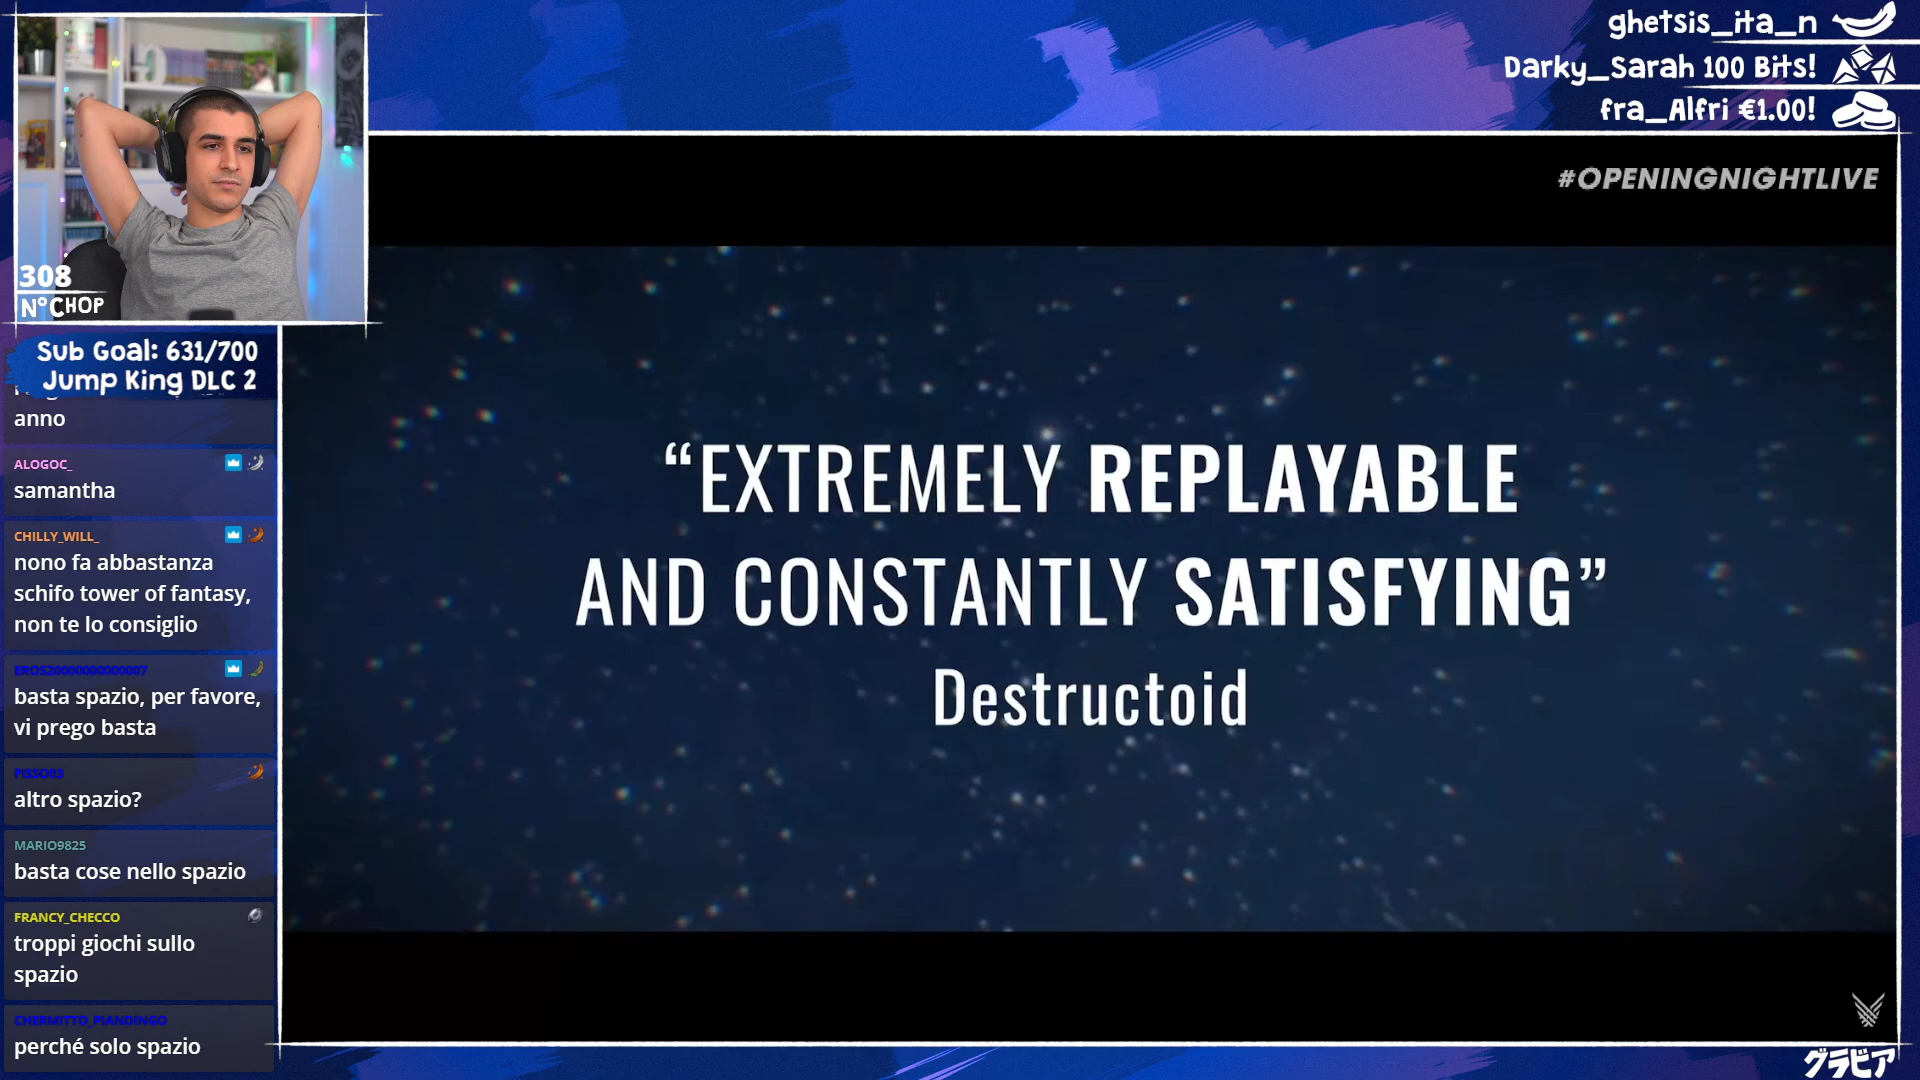 ghetsis_ita_n
Darky_Sarah 100 Bits!
fra_Alfri €1.00!
#OPENINGNIGHTLIVE
308
N°CHOP
Sub Goal: 631/700
Jump King DLC 2
anno
ALOGOC_
samantha
CHILLY_WILL_
nono fa abbastanza
schifo tower of fantasy,
non te lo consiglio
EROS20000000000007
basta spazio, per favore,
vi prego basta
FISSO03
altro spazio?
MARIO9825
basta cose nello spazio
FRANCY_CHECCO
troppi giochi sullo
spazio
CHERMITTO_PIANDINGO
perché solo spazio
“EXTREMELY REPLAYABLE
AND CONSTANTLY SATISFYING”
Destructoid
グラビア